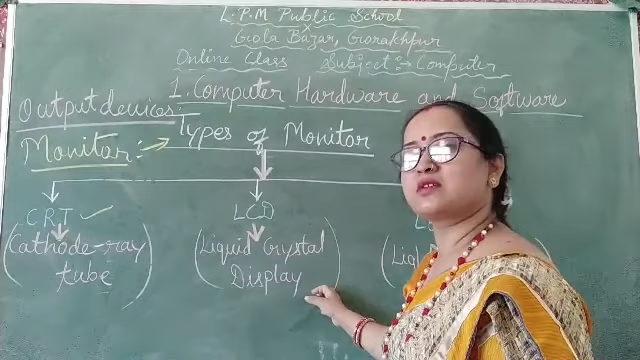 L.P.M Public School
Gola Bazar, Gorakhpur
Online Class Subject:- Computer
1. Computer Hardware and Software
Output devices:-
Types of Monitor
Monitor:-
CRT LCD
(Cathode-ray (Liquid Crystal (Lig
tube) Display)